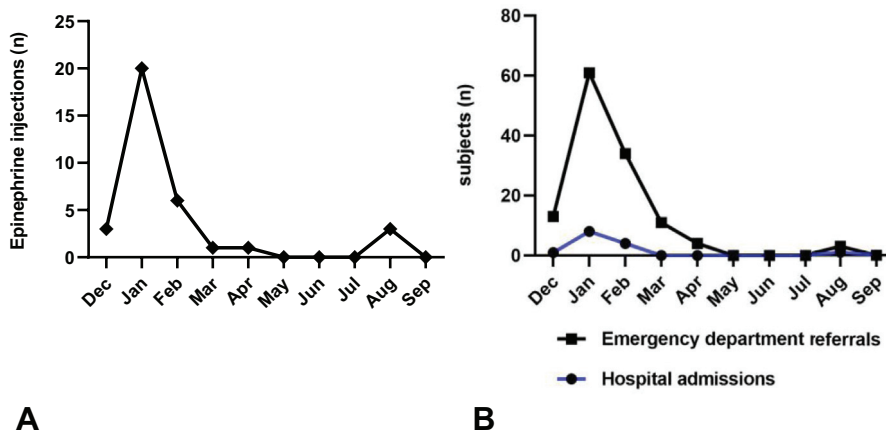 Epinephrine injections (n)
25
20
15
10
5
0
Dec Jan Feb Mar Apr May Jun Jul Aug Sep
A
subjects (n)
80
60
40
20
0
Dec Jan Feb Mar Apr May Jun Jul Aug Sep
Emergency department referrals
Hospital admissions
B